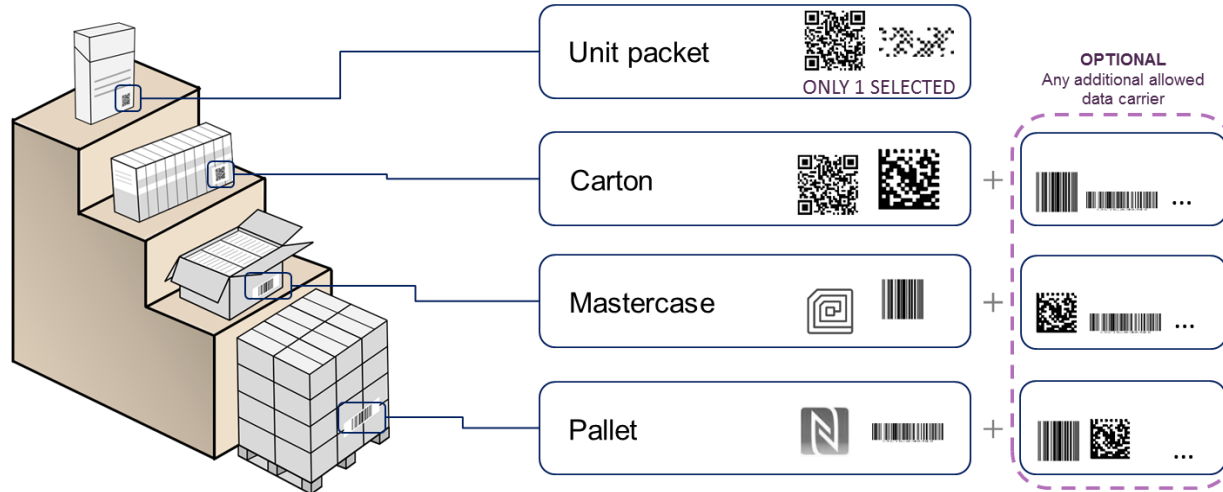 Unit packet
ONLY 1 SELECTED
OPTIONAL
Any additional allowed
data carrier
Carton
+
...
Mastercase
+
...
Pallet
+
...